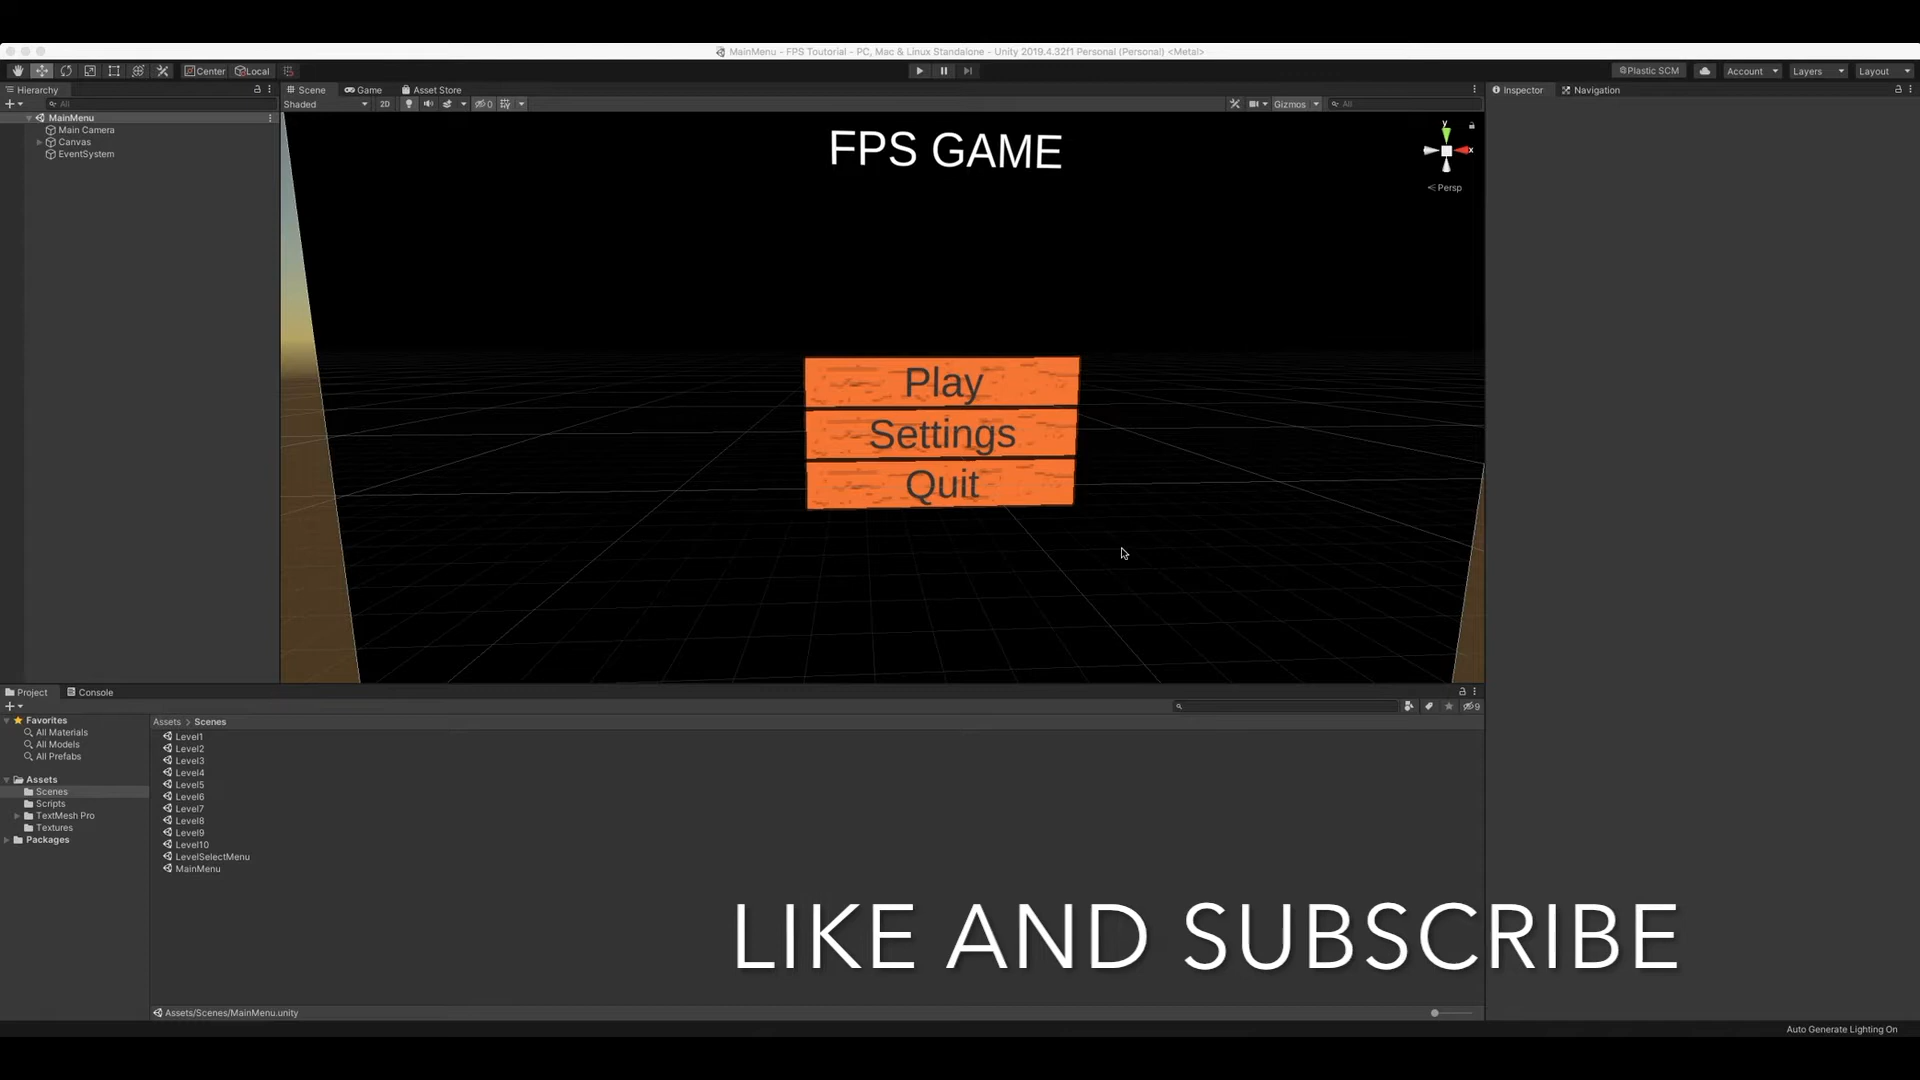 MainMenu - FPS Toutorial - PC, Mac & Linux Standalone - Unity 2019.4.32f1 Personal (Personal) <Metal>
Center Local Plastic SCM Account Layers Layout
Hierarchy Scene Game Asset Store Inspector Navigation
All Shaded 2D 0 Gizmos All
MainMenu
Main Camera
Canvas
EventSystem
FPS GAME
y
x
Persp
Play
Settings
Quit
Project Console
9
Favorites
All Materials
All Models
All Prefabs
Assets
Scenes
Scripts
TextMesh Pro
Textures
Packages
Assets > Scenes
Level1
Level2
Level3
Level4
Level5
Level6
Level7
Level8
Level9
Level10
LevelSelectMenu
MainMenu
LIKE AND SUBSCRIBE
Assets/Scenes/MainMenu.unity
Auto Generate Lighting On